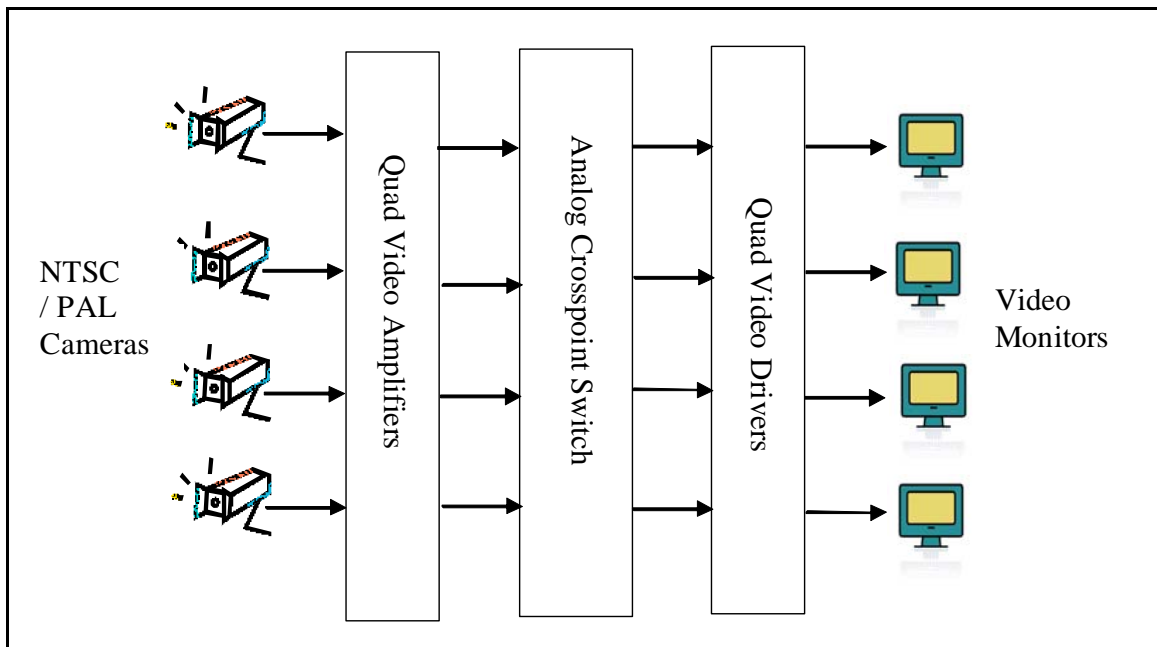 NTSC
/ PAL
Cameras
Quad Video Amplifiers
Analog Crosspoint Switch
Quad Video Drivers
Video
Monitors